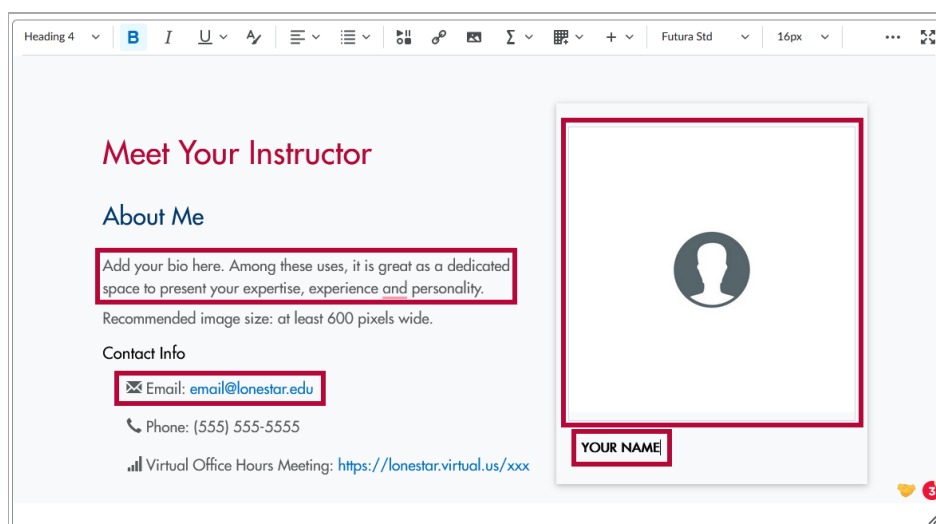 Heading 4
B I U
Σ
+
Futura Std
16px
...
Meet Your Instructor
About Me
Add your bio here. Among these uses, it is great as a dedicated
space to present your expertise, experience and personality.
Recommended image size: at least 600 pixels wide.
Contact Info
Email: email@lonestar.edu
Phone: (555) 555-5555
Virtual Office Hours Meeting: https://lonestar.virtual.us/xxx
YOUR NAME
3